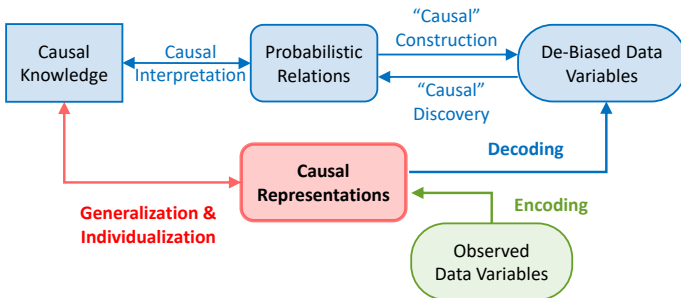 Causal
Knowledge
Causal
Interpretation
Probabilistic
Relations
“Causal”
Construction
“Causal”
Discovery
De-Biased Data
Variables
Generalization &
Individualization
Causal
Representations
Decoding
Encoding
Observed
Data Variables